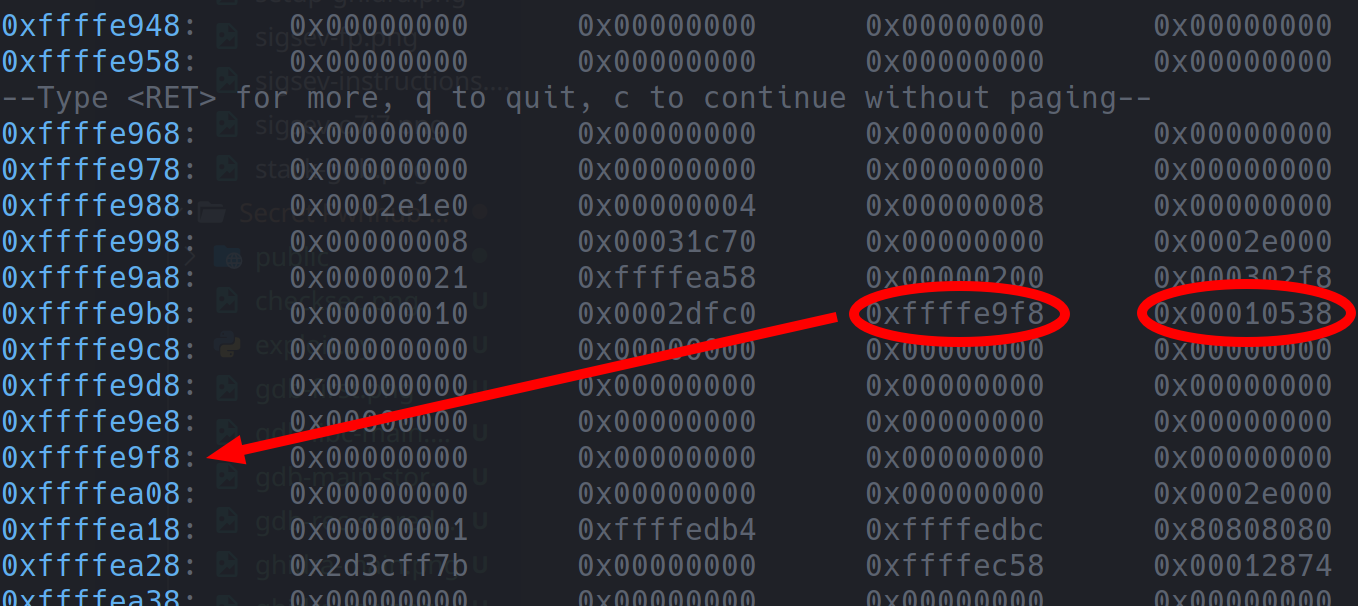 0xffffe948: 0x00000000 0x00000000 0x00000000 0x00000000
0xffffe958: 0x00000000 0x00000000 0x00000000 0x00000000
--Type <RET> for more, q to quit, c to continue without paging--
0xffffe968: 0x00000000 0x00000000 0x00000000 0x00000000
0xffffe978: 0x00000000 0x00000000 0x00000000 0x00000000
0xffffe988: 0x0002e1e0 0x00000004 0x00000008 0x00000000
0xffffe998: 0x00000008 0x00031c70 0x00000000 0x0002e000
0xffffe9a8: 0x00000021 0xffffea58 0x00000200 0x000302f8
0xffffe9b8: 0x00000010 0x0002dfc0 0xffffe9f8 0x00010538
0xffffe9c8: 0x00000000 0x00000000 0x00000000 0x00000000
0xffffe9d8: 0x00000000 0x00000000 0x00000000 0x00000000
0xffffe9e8: 0x00000000 0x00000000 0x00000000 0x00000000
0xffffe9f8: 0x00000000 0x00000000 0x00000000 0x00000000
0xffffea08: 0x00000000 0x00000000 0x00000000 0x0002e000
0xffffea18: 0x00000001 0xffffedb4 0xffffedbc 0x80808080
0xffffea28: 0x2d3cff7b 0x00000000 0xffffec58 0x00012874
0xffffea38: 0x00000000 0x00000000 0x00000000 0x00000000